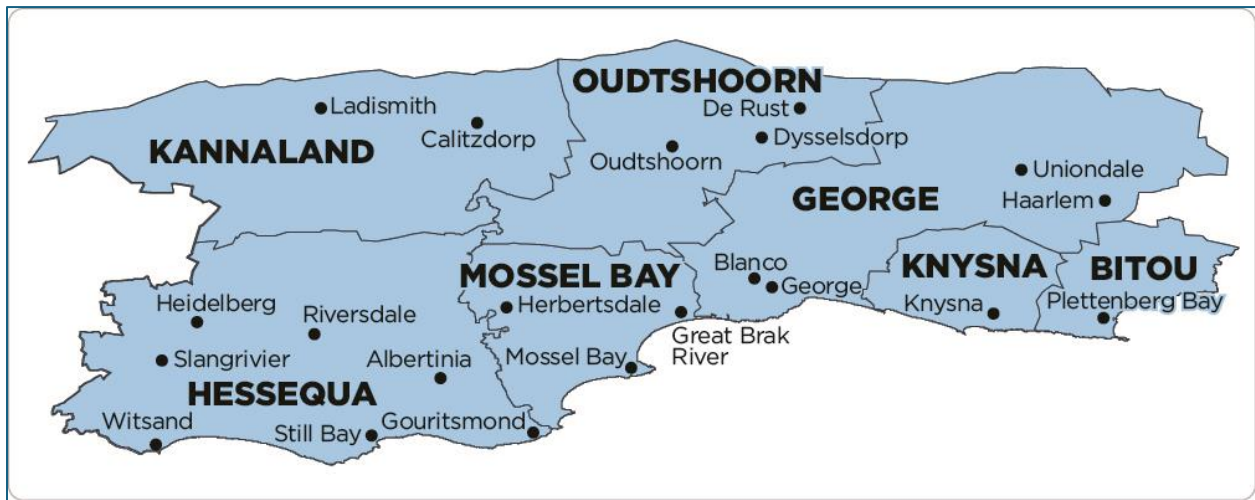 OUDTSHOORN
Ladismith
De Rust
Calitzdorp
Dysselsdorp
KANNALAND
Oudtshoorn
Uniondale
GEORGE
Haarlem
MOSSEL BAY
Blanco
KNYSNA
BITOU
George
Heidelberg
Herbertsdale
Knysna
Plettenberg Bay
Riversdale
Great Brak
River
Slangrivier
Albertinia
Mossel Bay
HESSEQUA
Witsand
Still Bay
Gouritsmond